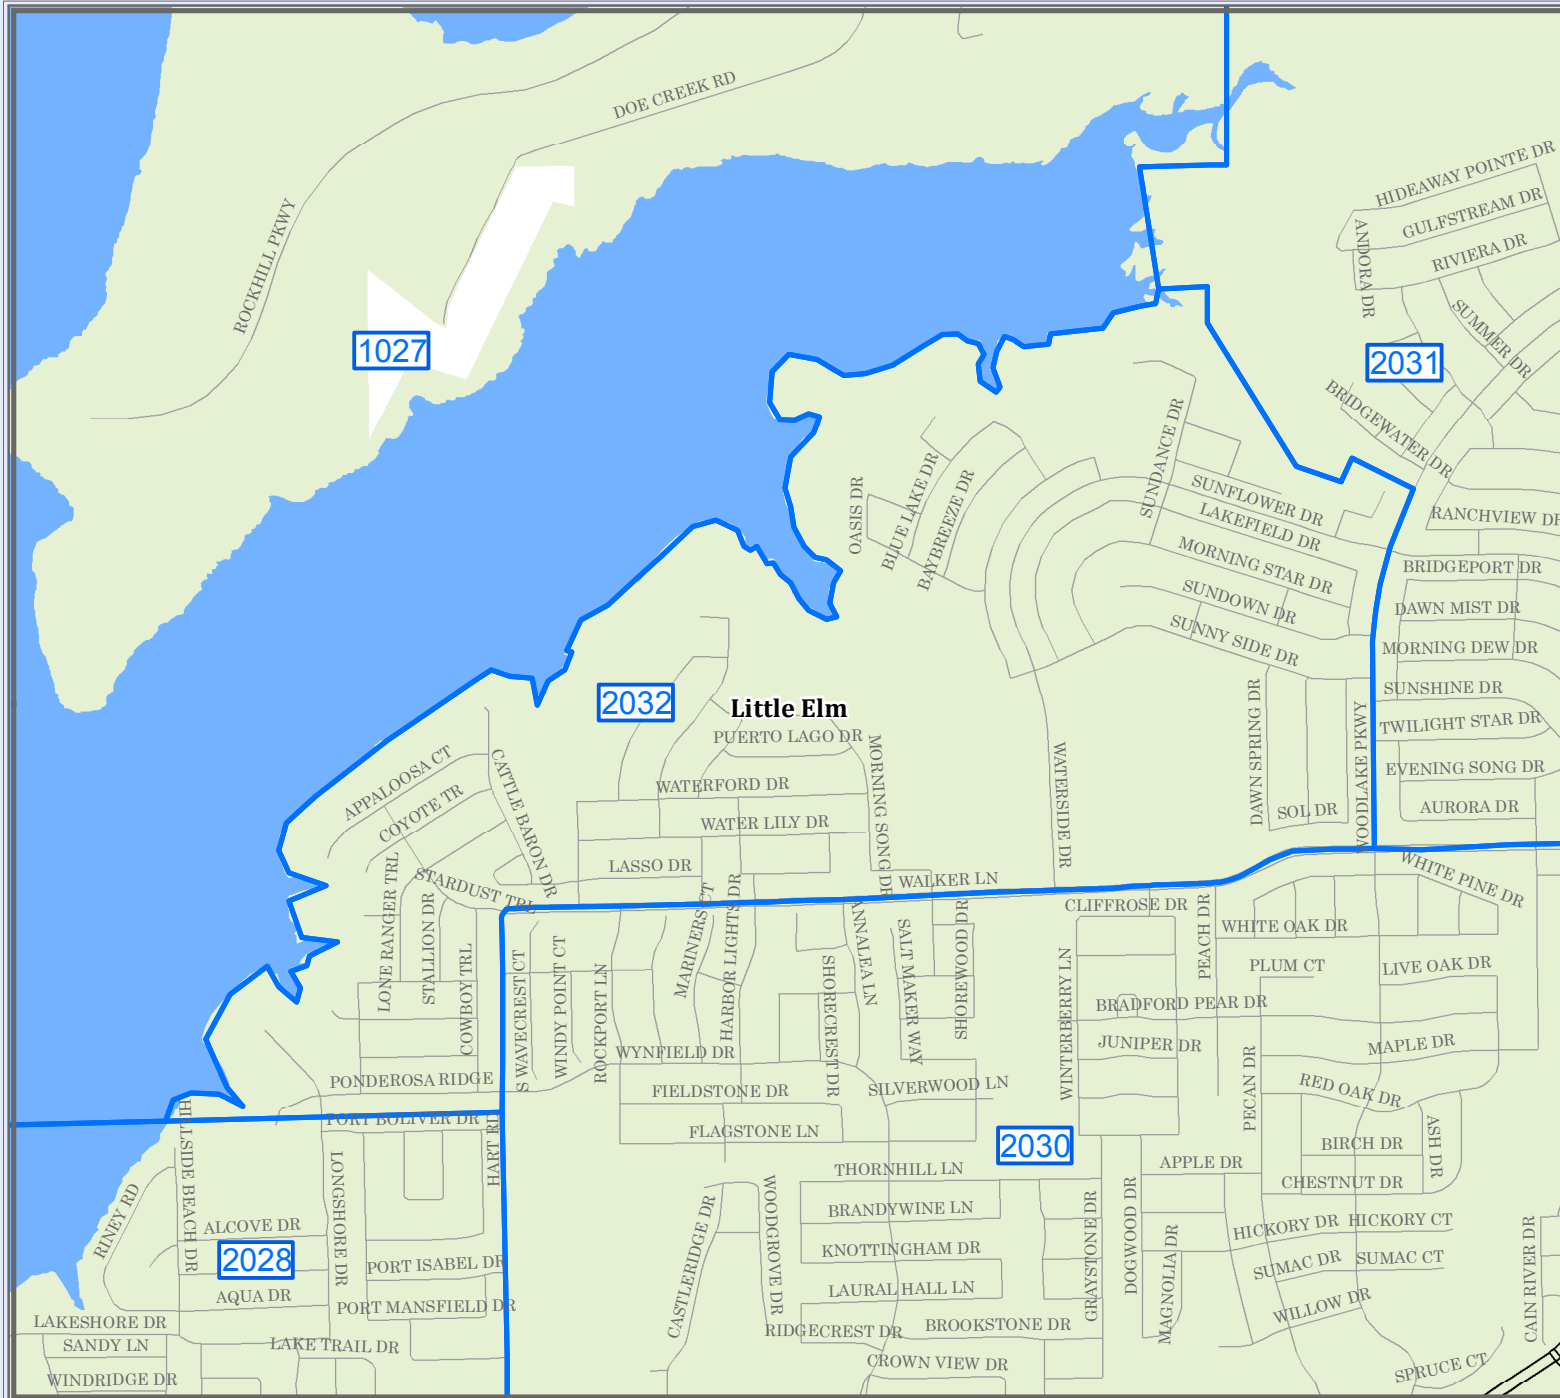 DOE CREEK RD
HIDEAWAY POINTE DR
GULFSTREAM DR
ROCKHILL PKWY
ANDORA DR
RIVIERA DR
SUMMER DR
1027
2031
BRIDGEWATER DR
SUNDANCE DR
BLUE LAKE DR
BAYBREEZE DR
OASIS DR
SUNFLOWER DR
LAKEFIELD DR
RANCHVIEW DR
MORNING STAR DR
BRIDGEPORT DR
SUNDOWN DR
DAWN MIST DR
SUNNY SIDE DR
MORNING DEW DR
2032
Little Elm
SUNSHINE DR
DAWN SPRING DR
WOODLAKE PKWY
TWILIGHT STAR DR
PUERTO LAGO DR
MORNING SONG DR
WATERSIDE DR
APPALOOSA CT
CATTLE BARON DR
EVENING SONG DR
WATERFORD DR
COYOTE TR
SOL DR
AURORA DR
WATER LILY DR
LASSO DR
LONE RANGER TRL
STARDUST TRL
WALKER LN
WHITE PINE DR
STALLION DR
MARINERS CT
HARBOR LIGHTS DR
ANNALEA LN
CLIFFROSE DR
PEACH DR
WHITE OAK DR
COWBOY TRL
S WAVECREST CT
WINDY POINT CT
ROCKPORT LN
SHORECREST DR
SALT MAKER WAY
SHOREWOOD DR
WINTERBERRY LN
PLUM CT
LIVE OAK DR
BRADFORD PEAR DR
JUNIPER DR
MAPLE DR
WYNFIELD DR
PONDEROSA RIDGE
FIELDSTONE DR
SILVERWOOD LN
PECAN DR
RED OAK DR
PORT BOLIVER DR
HART RD
FLAGSTONE LN
2030
BIRCH DR
ASH DR
HILLSIDE BEACH DR
LONGSHORE DR
THORNHILL LN
APPLE DR
CHESTNUT DR
RINEY RD
ALCOVE DR
CASTLERIDGE DR
WOODGROVE DR
BRANDYWINE LN
GRAYSTONE DR
DOGWOOD DR
MAGNOLIA DR
HICKORY DR
HICKORY CT
2028
PORT ISABEL DR
KNOTTINGHAM DR
SUMAC DR
SUMAC CT
AQUA DR
PORT MANSFIELD DR
LAURAL HALL LN
WILLOW DR
CAIN RIVER DR
LAKESHORE DR
RIDGECREST DR
BROOKSTONE DR
SANDY LN
LAKE TRAIL DR
CROWN VIEW DR
SPRUCE CT
WINDRIDGE DR